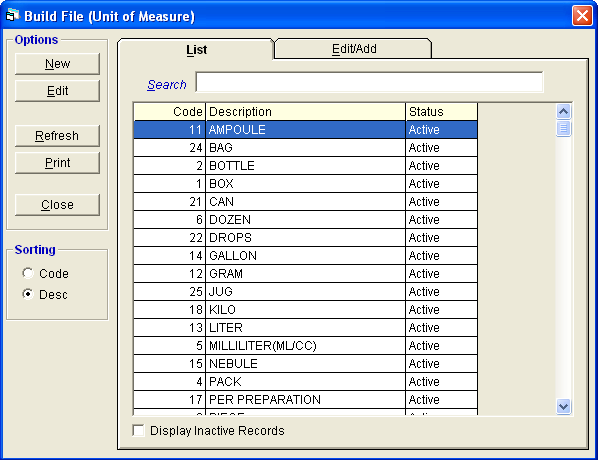 Build File (Unit of Measure)
Options
New
Edit
Refresh
Print
Close
Sorting
Code
Desc
List
Edit/Add
Search
Code Description Status
11 AMPOULE Active
24 BAG Active
2 BOTTLE Active
1 BOX Active
21 CAN Active
6 DOZEN Active
22 DROPS Active
14 GALLON Active
12 GRAM Active
25 JUG Active
18 KILO Active
13 LITER Active
5 MILLILITER(ML/CC) Active
15 NEBULE Active
4 PACK Active
17 PER PREPARATION Active
Display Inactive Records